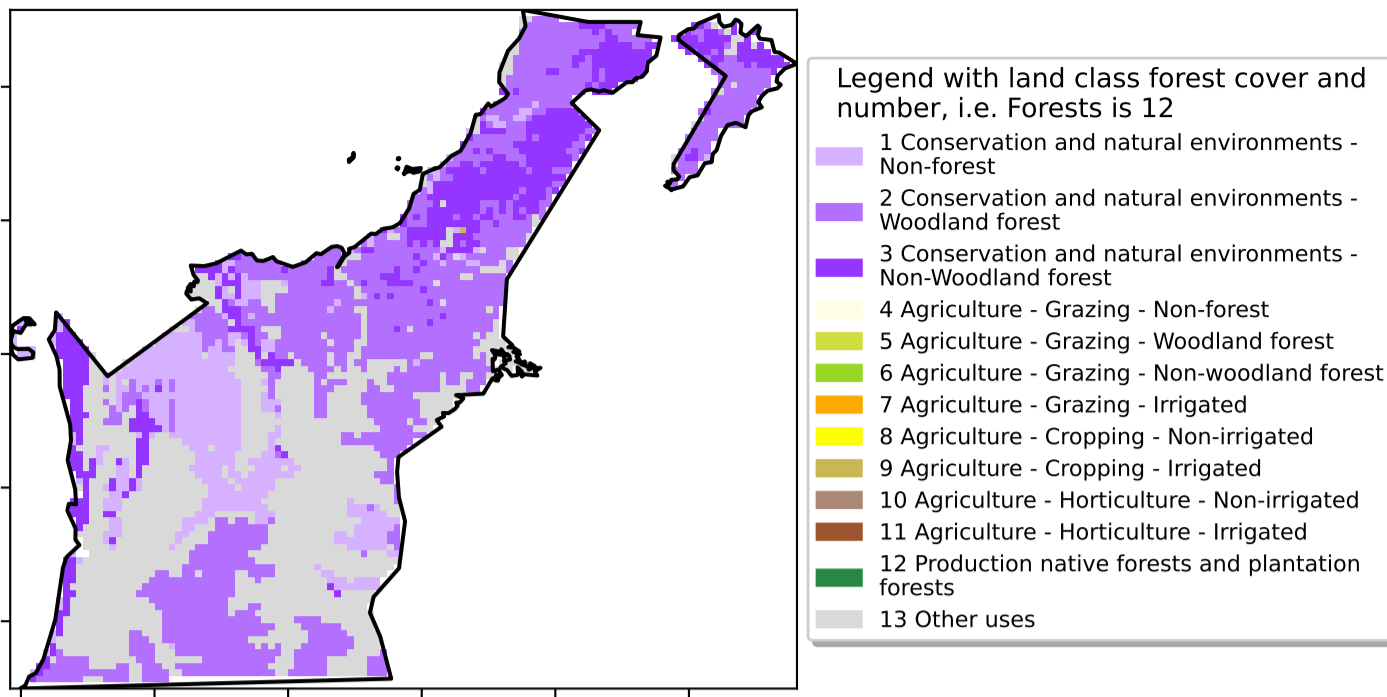 Legend with land class forest cover and
number, i.e. Forests is 12
1 Conservation and natural environments -
Non-forest
2 Conservation and natural environments -
Woodland forest
3 Conservation and natural environments -
Non-Woodland forest
4 Agriculture - Grazing - Non-forest
5 Agriculture - Grazing - Woodland forest
6 Agriculture - Grazing - Non-woodland forest
7 Agriculture - Grazing - Irrigated
8 Agriculture - Cropping - Non-irrigated
9 Agriculture - Cropping - Irrigated
10 Agriculture - Horticulture - Non-irrigated
11 Agriculture - Horticulture - Irrigated
12 Production native forests and plantation
forests
13 Other uses